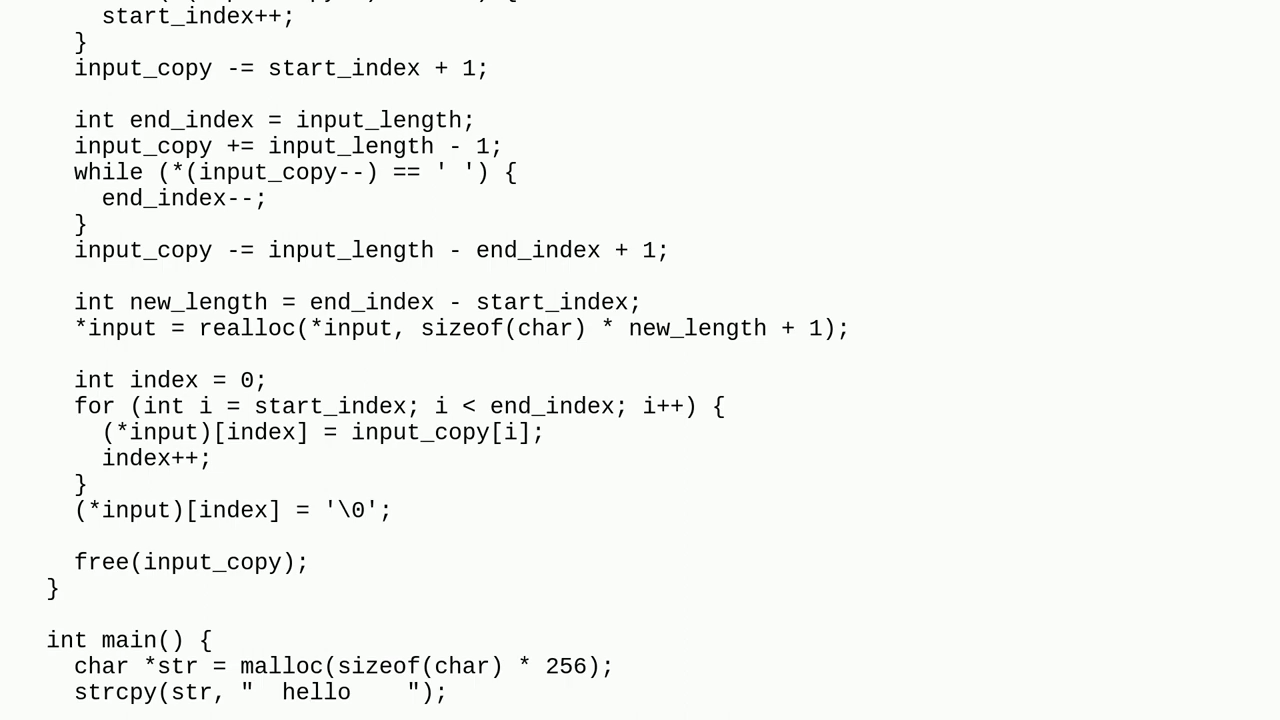 start_index++;
}
input_copy -= start_index + 1;
int end_index = input_length;
input_copy += input_length - 1;
while (*(input_copy--) == ' ') {
end_index--;
}
input_copy -= input_length - end_index + 1;
int new_length = end_index - start_index;
*input = realloc(*input, sizeof(char) * new_length + 1);
int index = 0;
for (int i = start_index; i < end_index; i++) {
(*input)[index] = input_copy[i];
index++;
}
(*input)[index] = '\0';
free(input_copy);
}
int main() {
char *str = malloc(sizeof(char) * 256);
strcpy(str, "  hello    ");